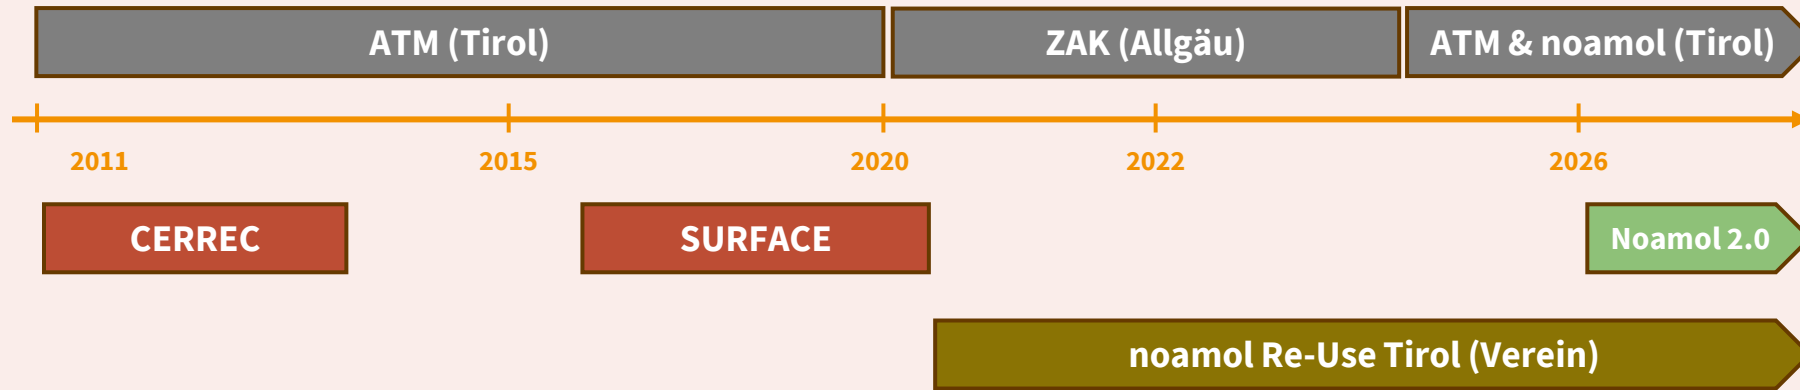 ATM (Tirol)
ZAK (Allgäu)
ATM & noamol (Tirol)
2011
2015
2020
2022
2026
CERREC
SURFACE
Noamol 2.0
noamol Re-Use Tirol (Verein)